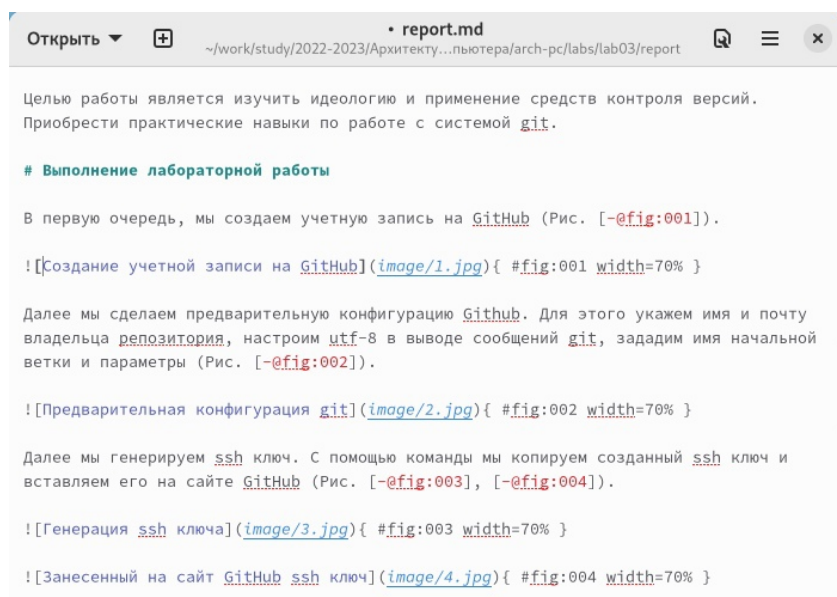 Открыть
• report.md
~/work/study/2022-2023/Архитекту…пьютера/arch-pc/labs/lab03/report
Целью работы является изучить идеологию и применение средств контроля версий.
Приобрести практические навыки по работе с системой git.
# Выполнение лабораторной работы
В первую очередь, мы создаем учетную запись на GitHub (Рис. [-@fig:001]).
![Создание учетной записи на GitHub](image/1.jpg){ #fig:001 width=70% }
Далее мы сделаем предварительную конфигурацию Github. Для этого укажем имя и почту
владельца репозитория, настроим utf-8 в выводе сообщений git, зададим имя начальной
ветки и параметры (Рис. [-@fig:002]).
![Предварительная конфигурация git](image/2.jpg){ #fig:002 width=70% }
Далее мы генерируем ssh ключ. С помощью команды мы копируем созданный ssh ключ и
вставляем его на сайте GitHub (Рис. [-@fig:003], [-@fig:004]).
![Генерация ssh ключа](image/3.jpg){ #fig:003 width=70% }
![Занесенный на сайт GitHub ssh ключ](image/4.jpg){ #fig:004 width=70% }